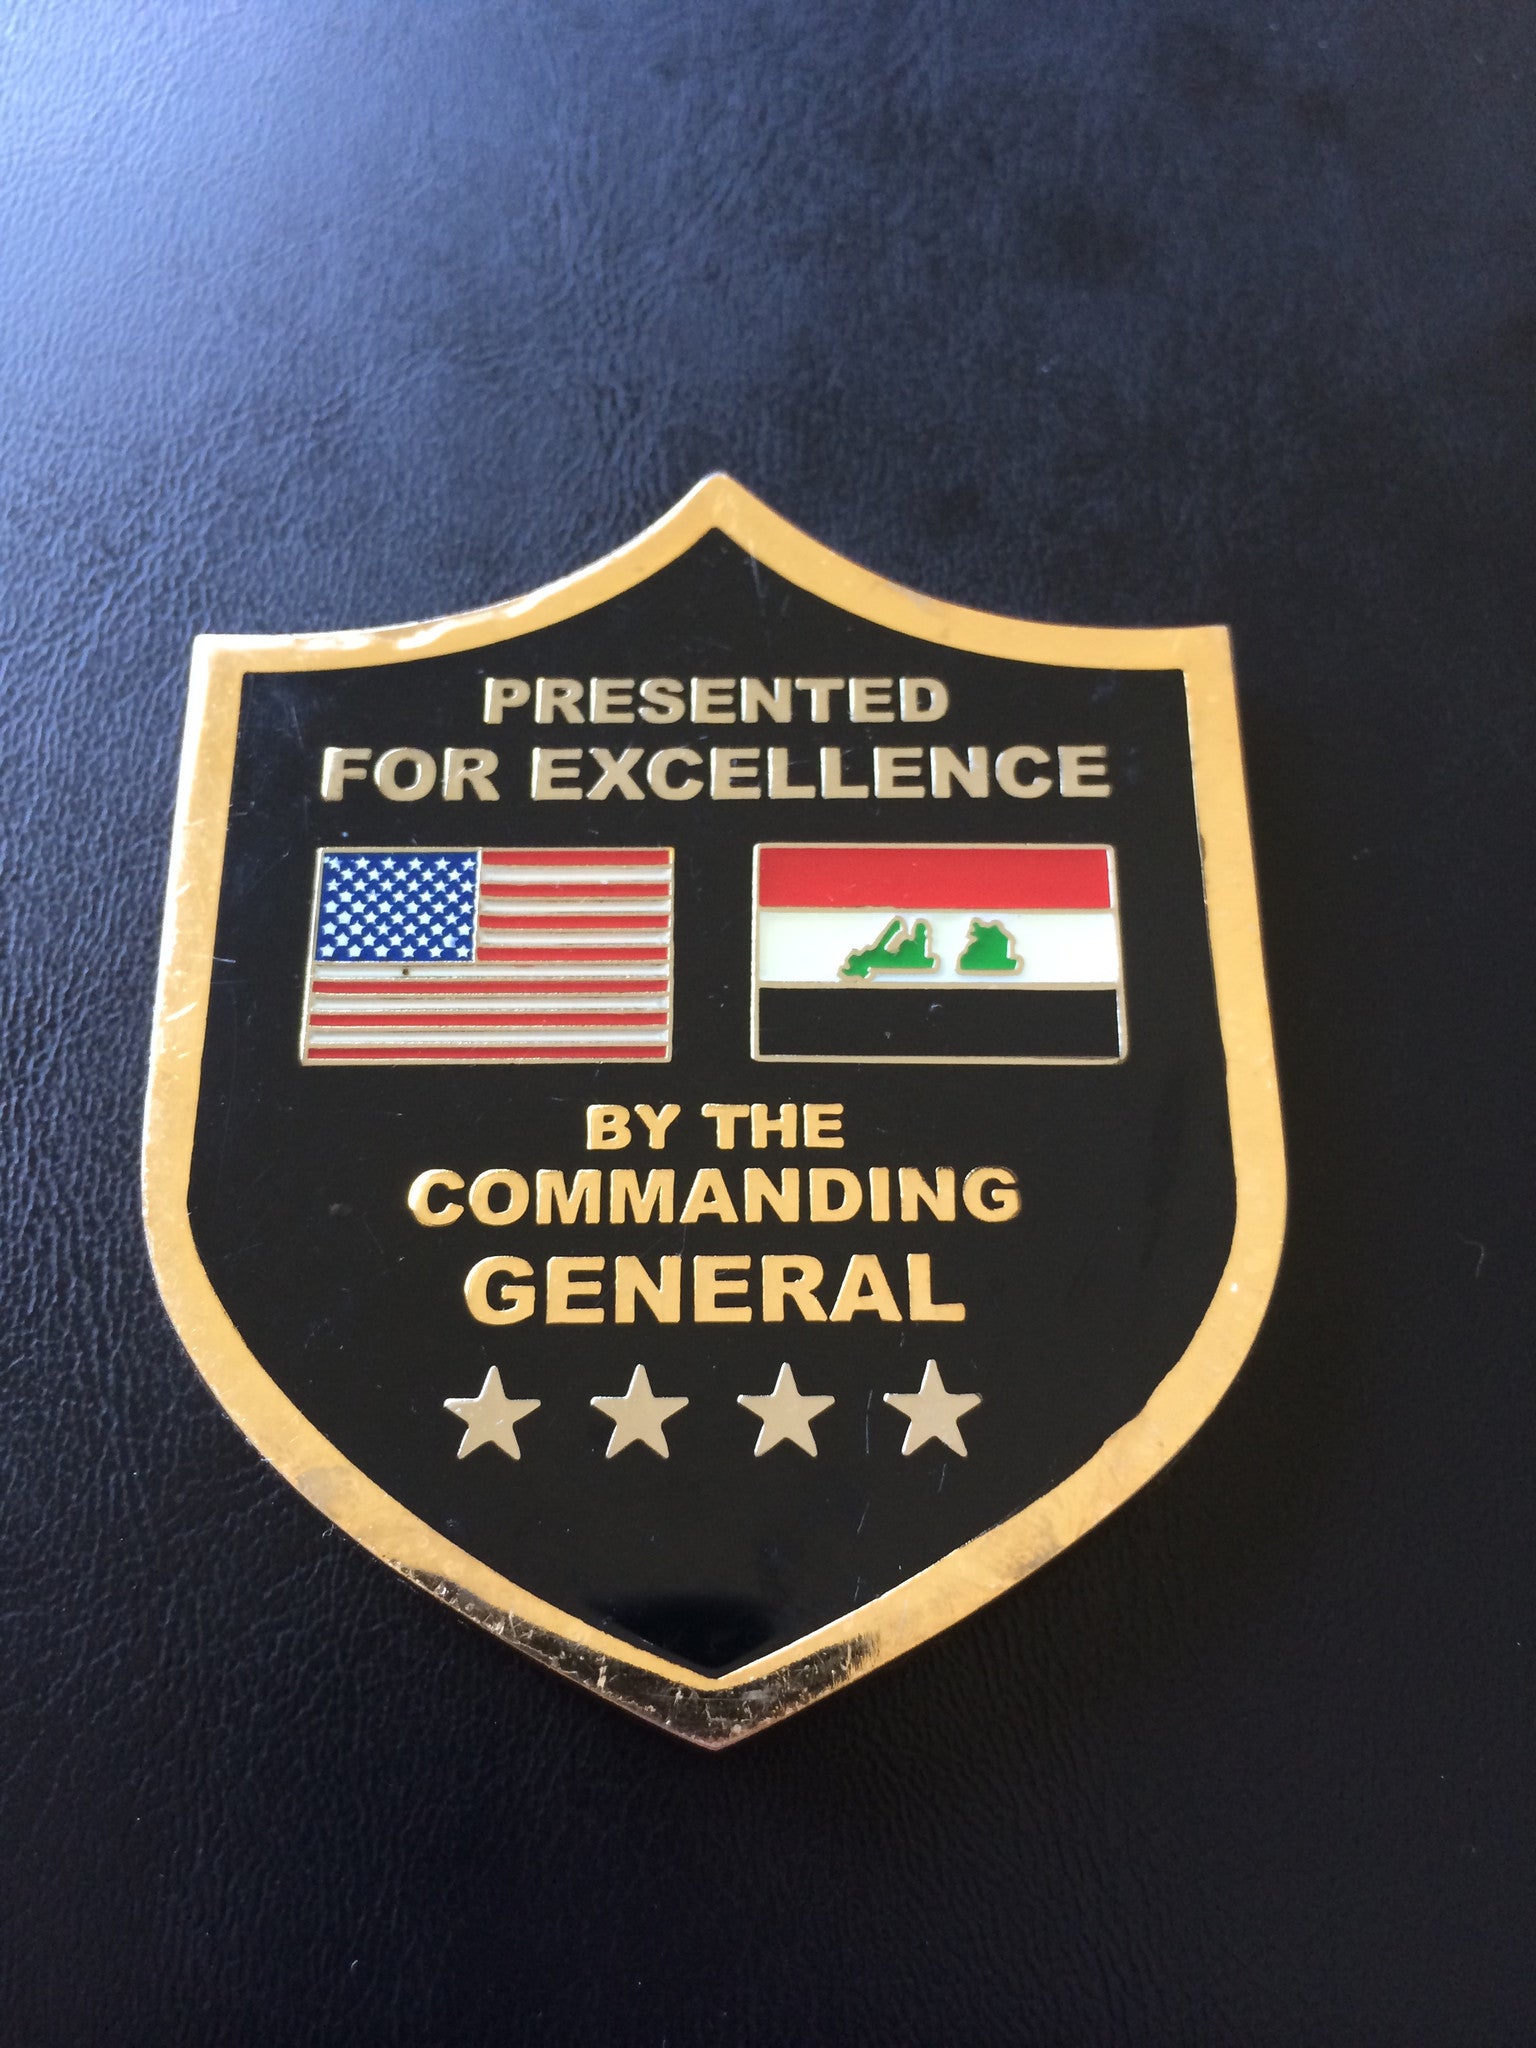 PRESENTED
FOR EXCELLENCE
BY THE
COMMANDING
GENERAL